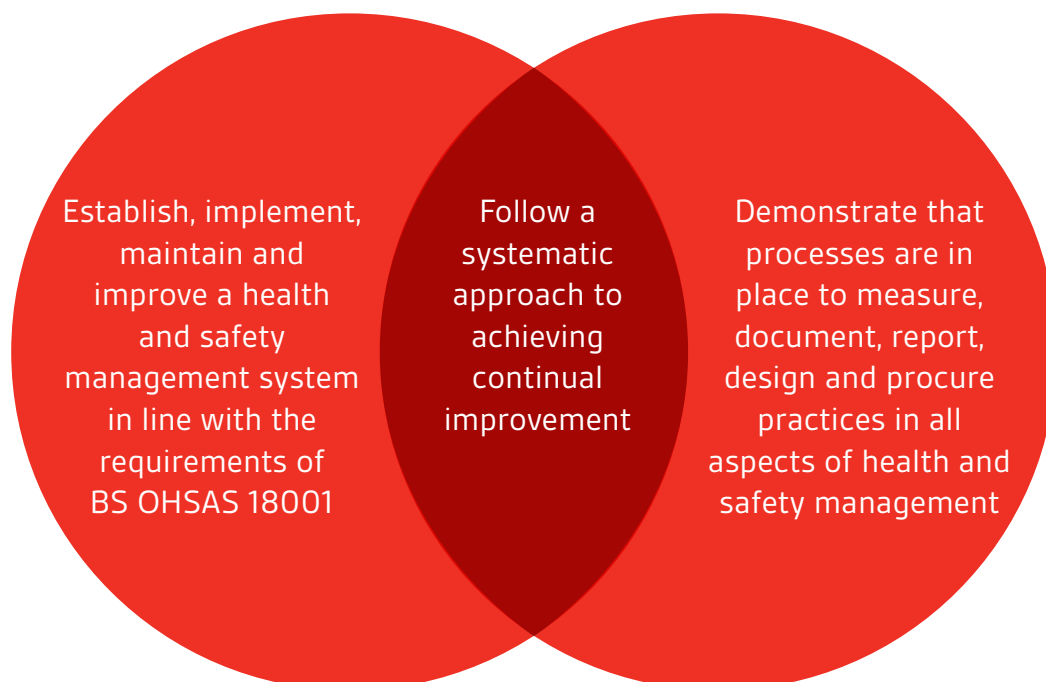 Establish, implement,
maintain and
improve a health
and safety
management system
in line with the
requirements of
BS OHSAS 18001
Follow a
systematic
approach to
achieving
continual
improvement
Demonstrate that
processes are in
place to measure,
document, report,
design and procure
practices in all
aspects of health and
safety management